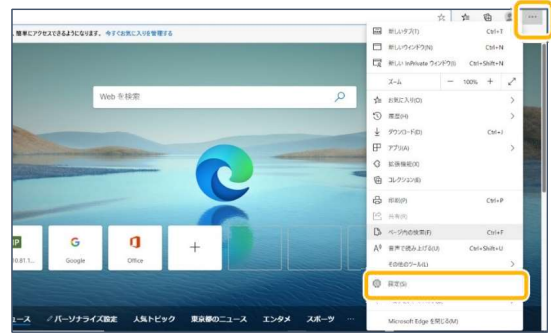 簡単にアクセスできるようになります。 今すぐお気に入りを管理する
Web を検索
Google
Office
パーソナライズ設定 人気トピック 東京都のニュース エンタメ スポーツ ...
新しいタブ(T) Ctrl+T
新しいウィンドウ(N) Ctrl+N
新しい InPrivate ウィンドウ(I) Ctrl+Shift+N
ズーム － 100% ＋
お気に入り(O)
履歴(H)
ダウンロード(D) Ctrl+J
アプリ(A)
拡張機能(X)
コレクション(E)
印刷(P) Ctrl+P
共有(R)
ページ内の検索(F) Ctrl+F
音声で読み上げる(U) Ctrl+Shift+U
その他のツール(L)
設定(S)
Microsoft Edge を閉じる(M)